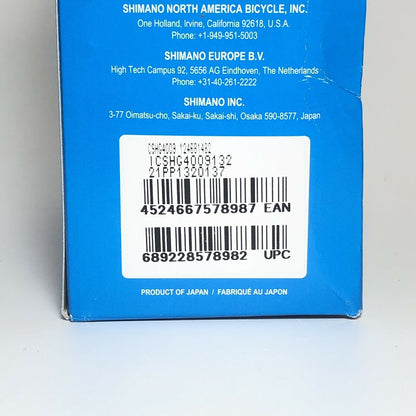 SHIMANO NORTH AMERICA BICYCLE, INC.
One Holland, Irvine, California 92618, U.S.A.
Phone: +1-949-951-5003
SHIMANO EUROPE B.V.
High Tech Campus 92, 5656 AG Eindhoven, The Netherlands
Phone: +31-40-261-2222
SHIMANO INC.
3-77 Oimatsu-cho, Sakai-ku, Sakai-shi, Osaka 590-8577, Japan
ICSHG4009132
21PP1320137
4524667578987 EAN
689228578982 UPC
PRODUCT OF JAPAN / FABRIQUÉ AU JAPON